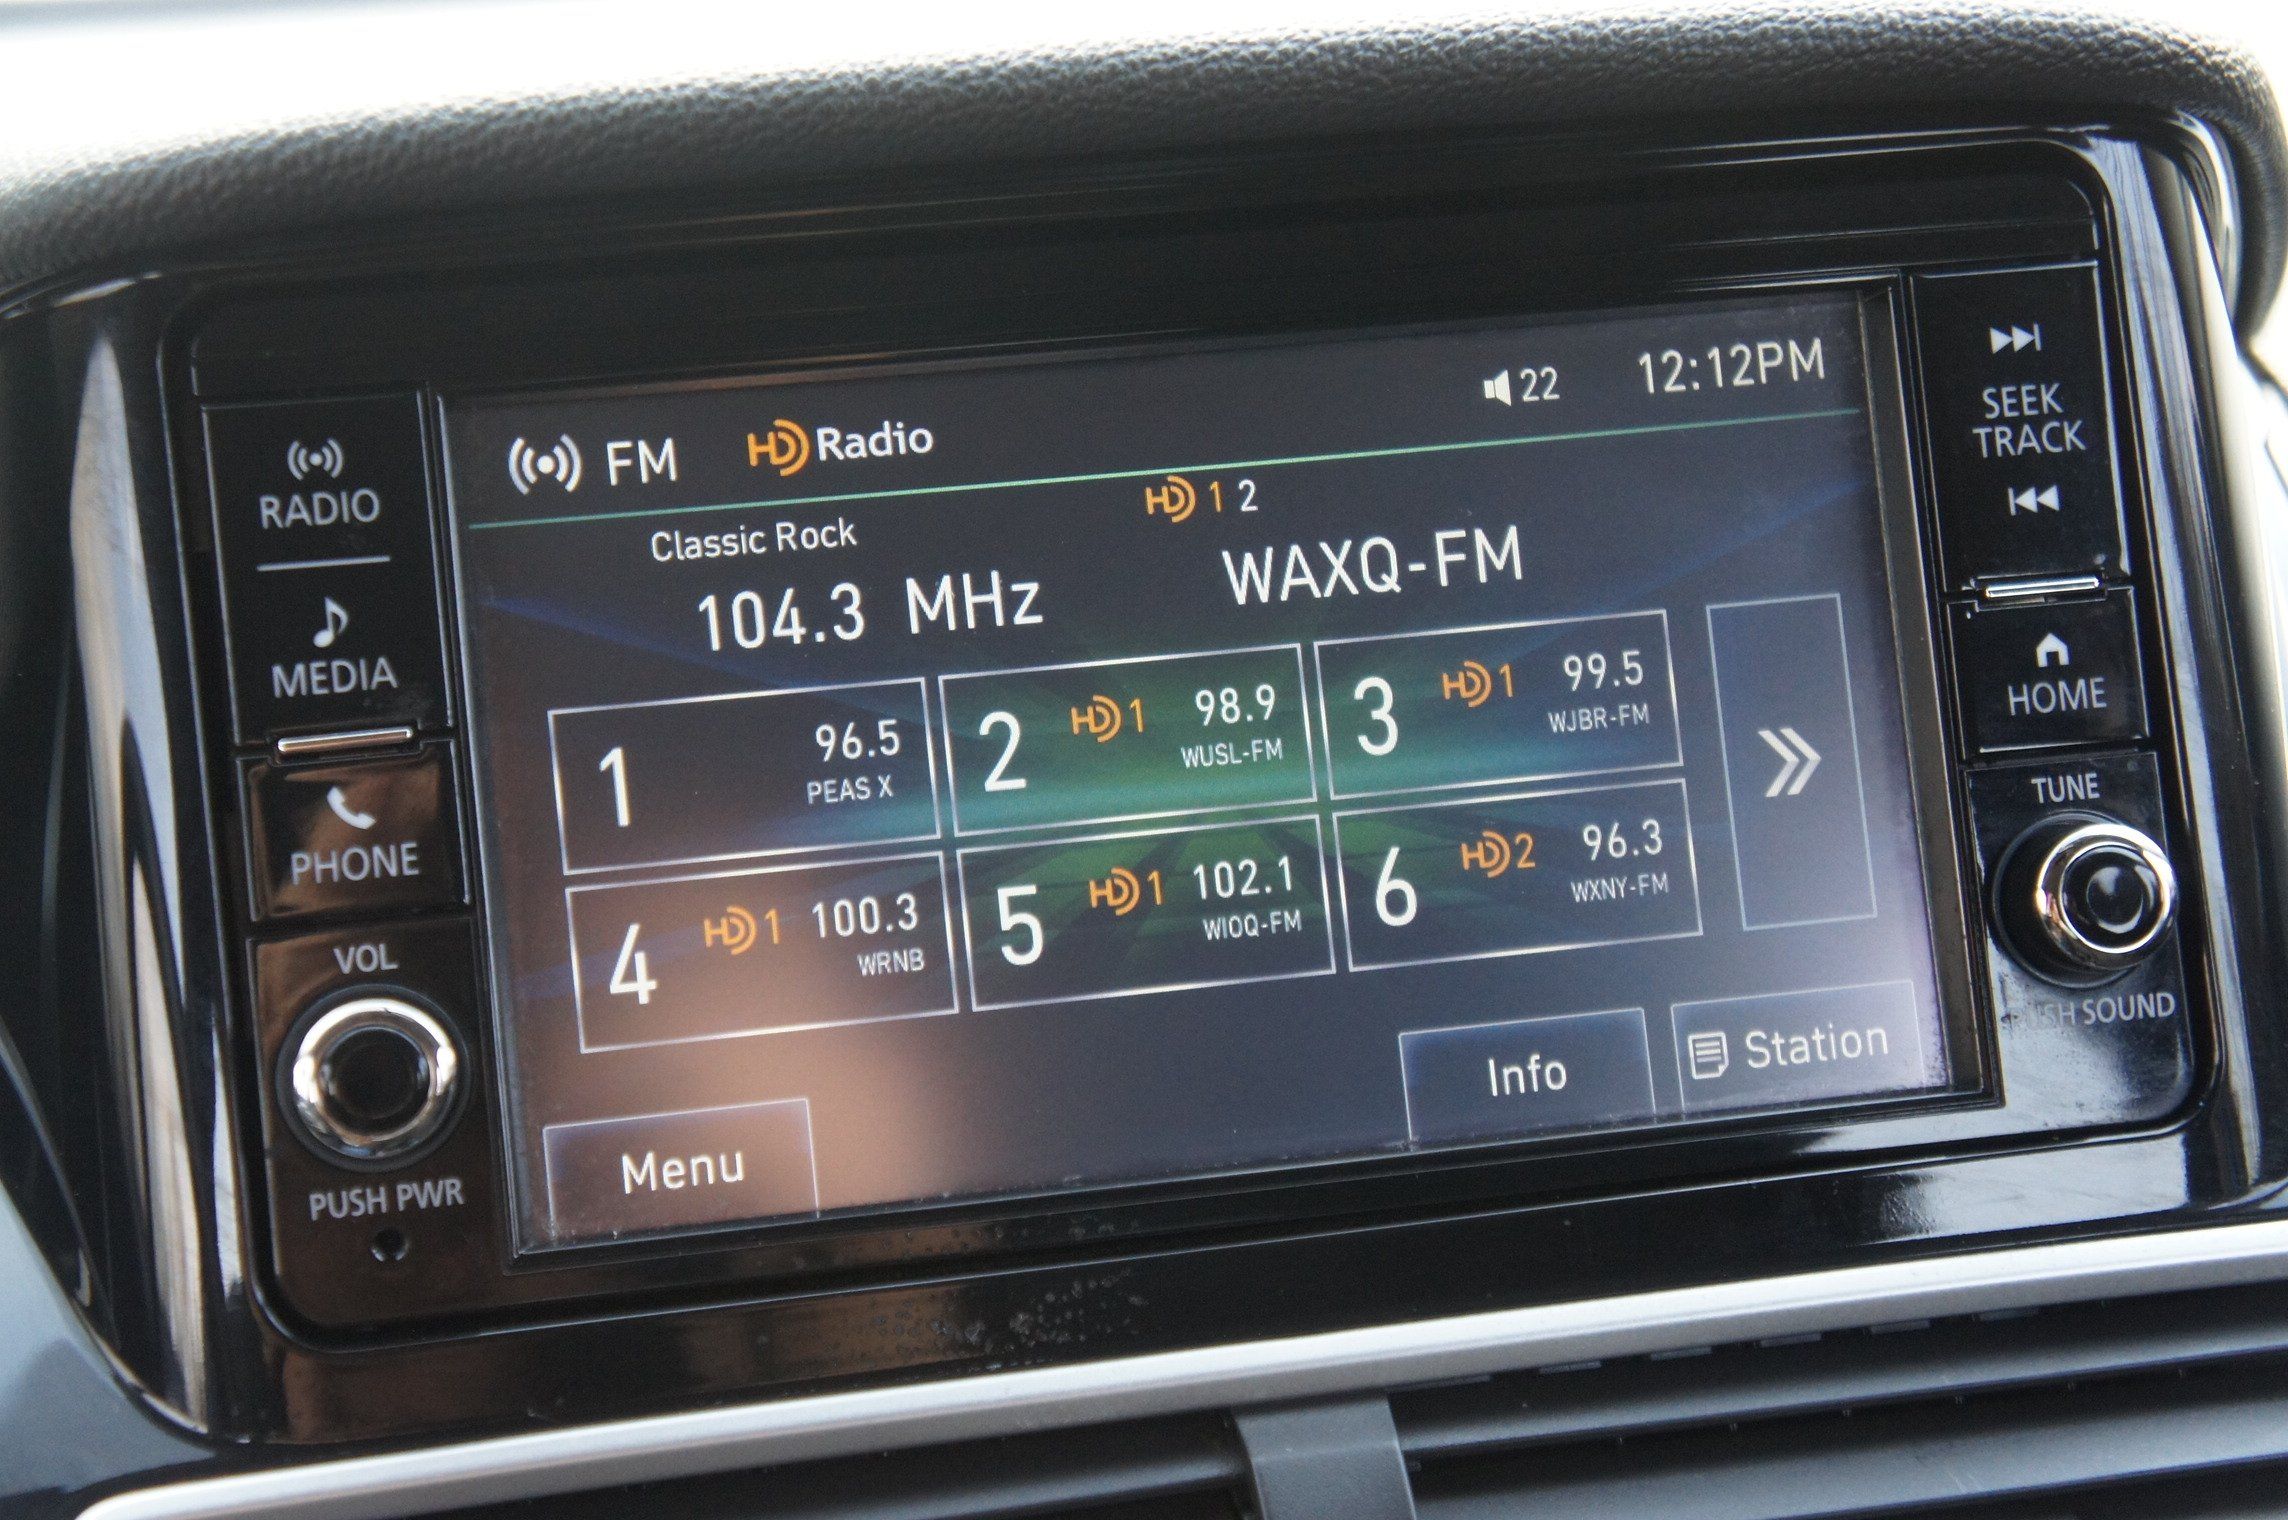 RADIO
MEDIA
PHONE
VOL
PUSH PWR
FM HD Radio 22 12:12PM
Classic Rock HD 1 2
104.3 MHz WAXQ-FM
1 96.5
PEAS X
2 HD 1 98.9
WUSL-FM
3 HD 1 99.5
WJBR-FM
4 HD 1 100.3
WRNB
5 HD 1 102.1
WIOQ-FM
6 HD 2 96.3
WXNY-FM
Menu Info Station
SEEK
TRACK
HOME
TUNE
PUSH SOUND